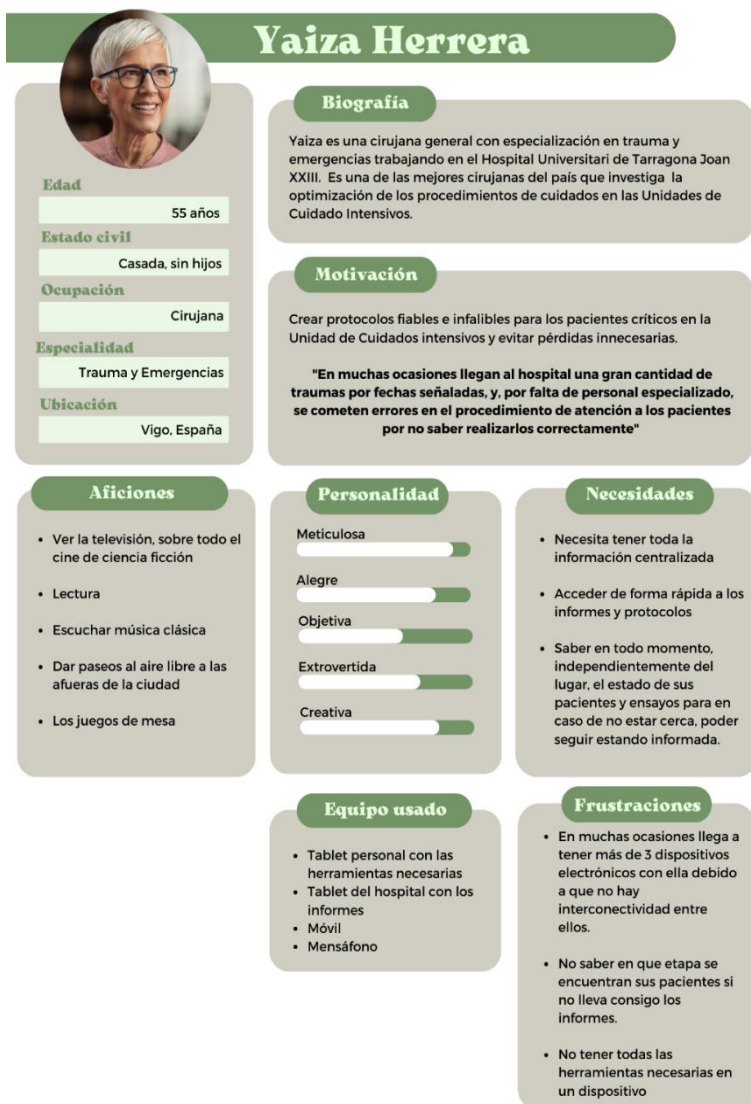 Yaiza Herrera
Edad
55 años
Estado civil
Casada, sin hijos
Ocupación
Cirujana
Especialidad
Trauma y Emergencias
Ubicación
Vigo, España
Biografía
Yaiza es una cirujana general con especialización en trauma y
emergencias trabajando en el Hospital Universitari de Tarragona Joan
XXIII. Es una de las mejores cirujanas del país que investiga la
optimización de los procedimientos de cuidados en las Unidades de
Cuidado Intensivos.
Motivación
Crear protocolos fiables e infalibles para los pacientes críticos en la
Unidad de Cuidados intensivos y evitar pérdidas innecesarias.
"En muchas ocasiones llegan al hospital una gran cantidad de
traumas por fechas señaladas, y, por falta de personal especializado,
se cometen errores en el procedimiento de atención a los pacientes
por no saber realizarlos correctamente"
Aficiones
• Ver la televisión, sobre todo el
cine de ciencia ficción
• Lectura
• Escuchar música clásica
• Dar paseos al aire libre a las
afueras de la ciudad
• Los juegos de mesa
Personalidad
Meticulosa
Alegre
Objetiva
Extrovertida
Creativa
Necesidades
• Necesita tener toda la
información centralizada
• Acceder de forma rápida a los
informes y protocolos
• Saber en todo momento,
independientemente del
lugar, el estado de sus
pacientes y ensayos para en
caso de no estar cerca, poder
seguir estando informada.
Equipo usado
• Tablet personal con las
herramientas necesarias
• Tablet del hospital con los
informes
• Móvil
• Mensáfono
Frustraciones
• En muchas ocasiones llega a
tener más de 3 dispositivos
electrónicos con ella debido
a que no hay
interconectividad entre
ellos.
• No saber en que etapa se
encuentran sus pacientes si
no lleva consigo los
informes.
• No tener todas las
herramientas necesarias en
un dispositivo